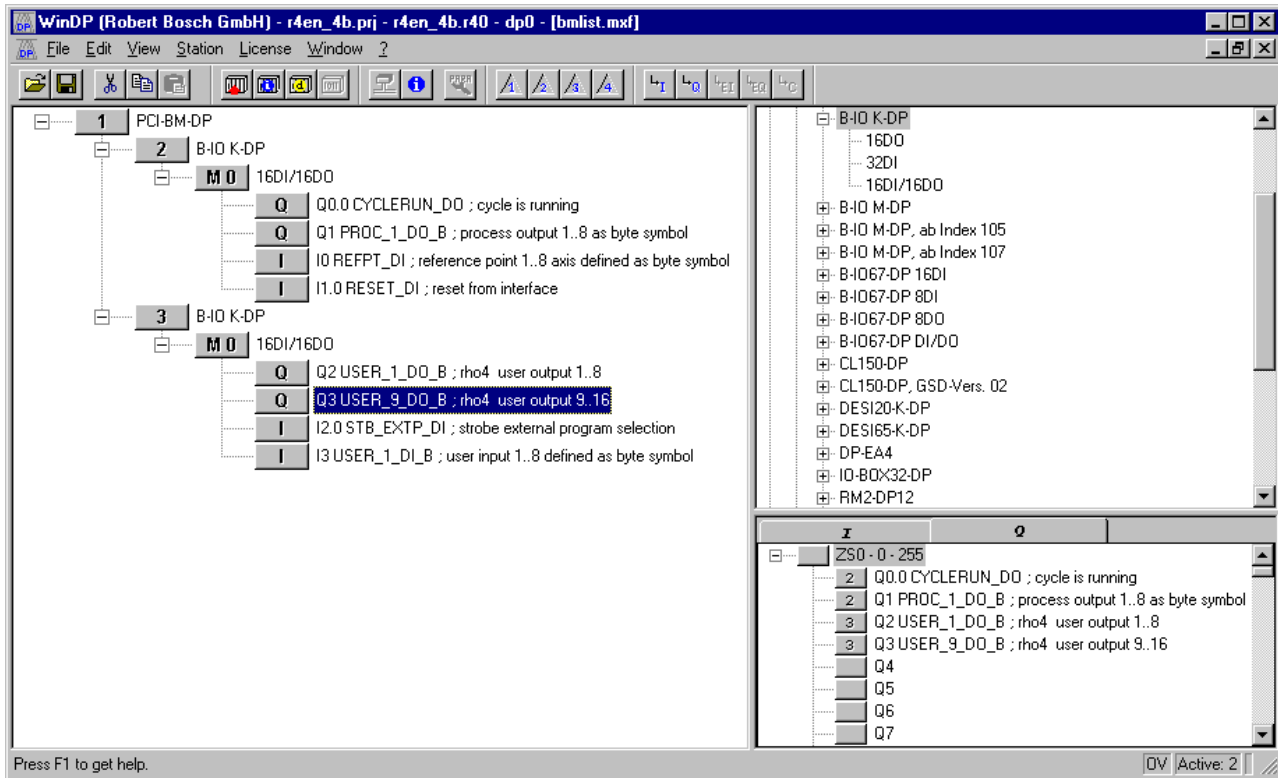 WinDP (Robert Bosch GmbH) - r4en_4b.prj - r4en_4b.r40 - dp0 - [bmlist.mxf]
File Edit View Station License Window ?
1 PCI-BM-DP
2 B-IO K-DP
M 0 16DI/16DO
Q Q0.0 CYCLERUN_DO ; cycle is running
Q Q1 PROC_1_DO_B ; process output 1..8 as byte symbol
I I0 REFPT_DI ; reference point 1..8 axis defined as byte symbol
I I1.0 RESET_DI ; reset from interface
3 B-IO K-DP
M 0 16DI/16DO
Q Q2 USER_1_DO_B ; rho4 user output 1..8
Q Q3 USER_9_DO_B ; rho4 user output 9..16
I I2.0 STB_EXTP_DI ; strobe external program selection
I I3 USER_1_DI_B ; user input 1..8 defined as byte symbol
B-IO K-DP
16DO
32DI
16DI/16DO
B-IO M-DP
B-IO M-DP, ab Index 105
B-IO M-DP, ab Index 107
B-IO67-DP 16DI
B-IO67-DP 8DI
B-IO67-DP 8DO
B-IO67-DP DI/DO
CL150-DP
CL150-DP, GSD-Vers. 02
DESI20-K-DP
DESI65-K-DP
DP-EA4
IO-BOX32-DP
RM2-DP12
I Q
ZS0 - 0 - 255
2 Q0.0 CYCLERUN_DO ; cycle is running
2 Q1 PROC_1_DO_B ; process output 1..8 as byte symbol
3 Q2 USER_1_DO_B ; rho4 user output 1..8
3 Q3 USER_9_DO_B ; rho4 user output 9..16
Q4
Q5
Q6
Q7
Press F1 to get help.
OV Active: 2